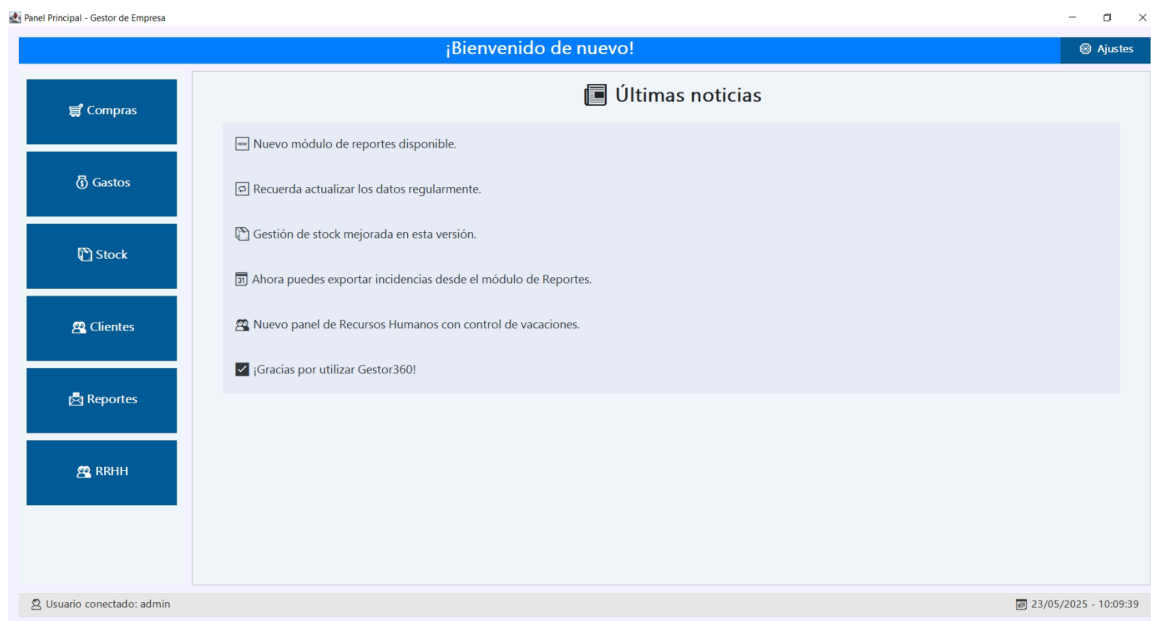 Panel Principal - Gestor de Empresa
¡Bienvenido de nuevo!
Ajustes
Compras
Gastos
Stock
Clientes
Reportes
RRHH
Últimas noticias
NEW Nuevo módulo de reportes disponible.
Recuerda actualizar los datos regularmente.
Gestión de stock mejorada en esta versión.
31 Ahora puedes exportar incidencias desde el módulo de Reportes.
Nuevo panel de Recursos Humanos con control de vacaciones.
¡Gracias por utilizar Gestor360!
Usuario conectado: admin
23/05/2025 - 10:09:39